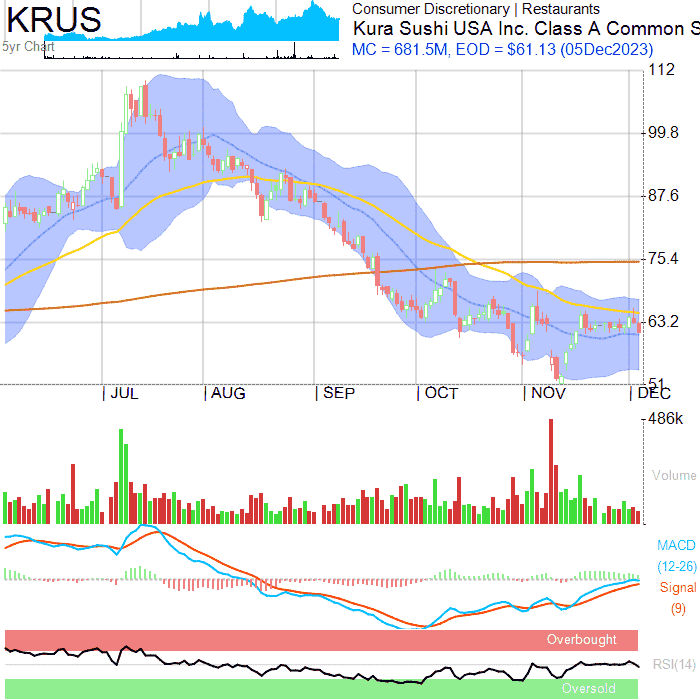 KRUS
5yr Chart
Consumer Discretionary | Restaurants
Kura Sushi USA Inc. Class A Common S
MC = 681.5M, EOD = $61.13 (05Dec2023)
112
99.8
87.6
75.4
63.2
51
JUL AUG SEP OCT NOV DEC
486k
Volume
MACD
(12-26)
Signal
(9)
Overbought
RSI(14)
Oversold